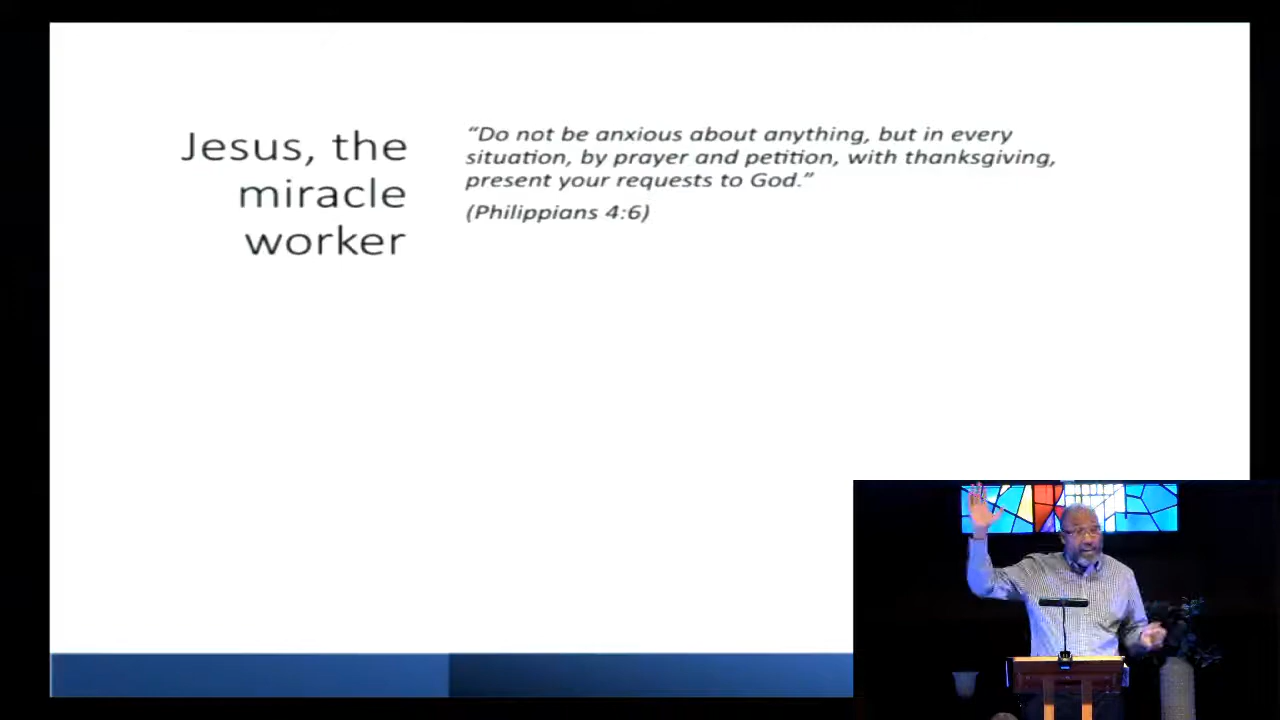 Jesus, the
miracle
worker
“Do not be anxious about anything, but in every
situation, by prayer and petition, with thanksgiving,
present your requests to God.”
(Philippians 4:6)